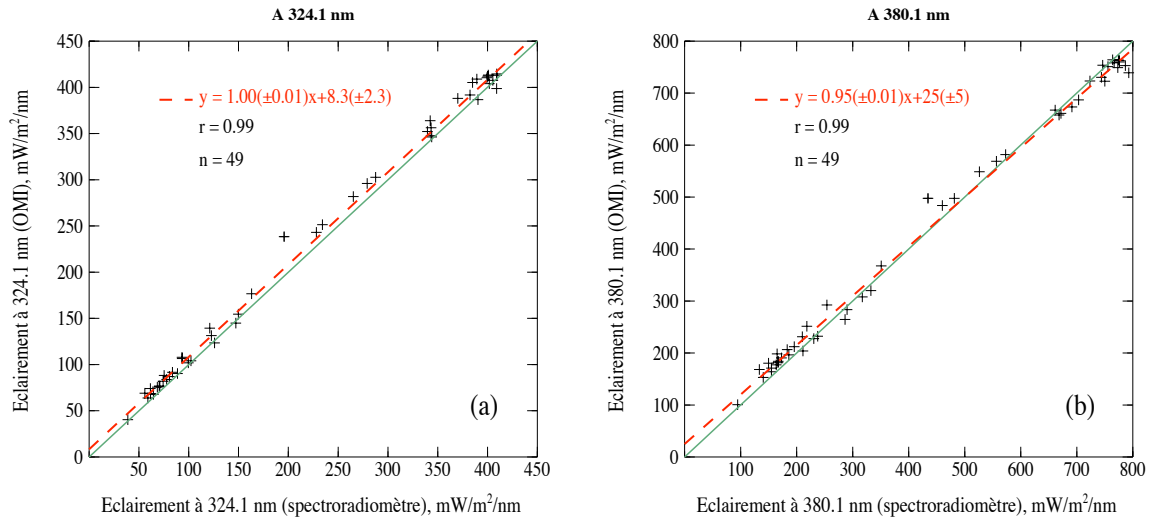 A 324.1 nm
450
400
350
300
250
200
150
100
50
0
50 100 150 200 250 300 350 400 450
Eclairement à 324.1 nm (OMI), mW/m²/nm
Eclairement à 324.1 nm (spectroradiomètre), mW/m²/nm
y = 1.00(±0.01)x+8.3(±2.3)
r = 0.99
n = 49
(a)
A 380.1 nm
800
700
600
500
400
300
200
100
0
100 200 300 400 500 600 700 800
Eclairement à 380.1 nm (OMI), mW/m²/nm
Eclairement à 380.1 nm (spectroradiomètre), mW/m²/nm
y = 0.95(±0.01)x+25(±5)
r = 0.99
n = 49
(b)